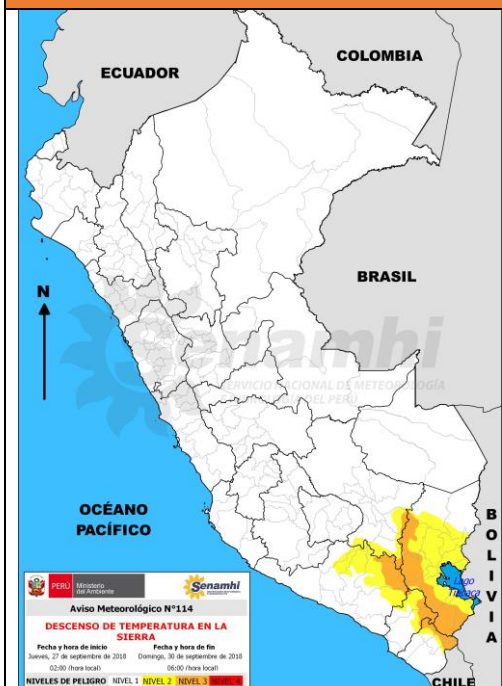 ECUADOR
COLOMBIA
BRASIL
N
Senamhi
SERVICIO NACIONAL DE METEOROLOGÍA
DEL PERÚ
OCÉANO
PACÍFICO
BOLIVIA
Lago
Titicaca
CHILE
PERÚ
Ministerio
del Ambiente
Senamhi
Aviso Meteorológico N°114
DESCENSO DE TEMPERATURA EN LA
SIERRA
Fecha y hora de inicio
Fecha y hora de fin
Jueves, 27 de septiembre de 2018
Domingo, 30 de septiembre de 2018
02:00 (hora local)
06:00 (hora local)
NIVELES DE PELIGRO NIVEL 1 NIVEL 2 NIVEL 3 NIVEL 4